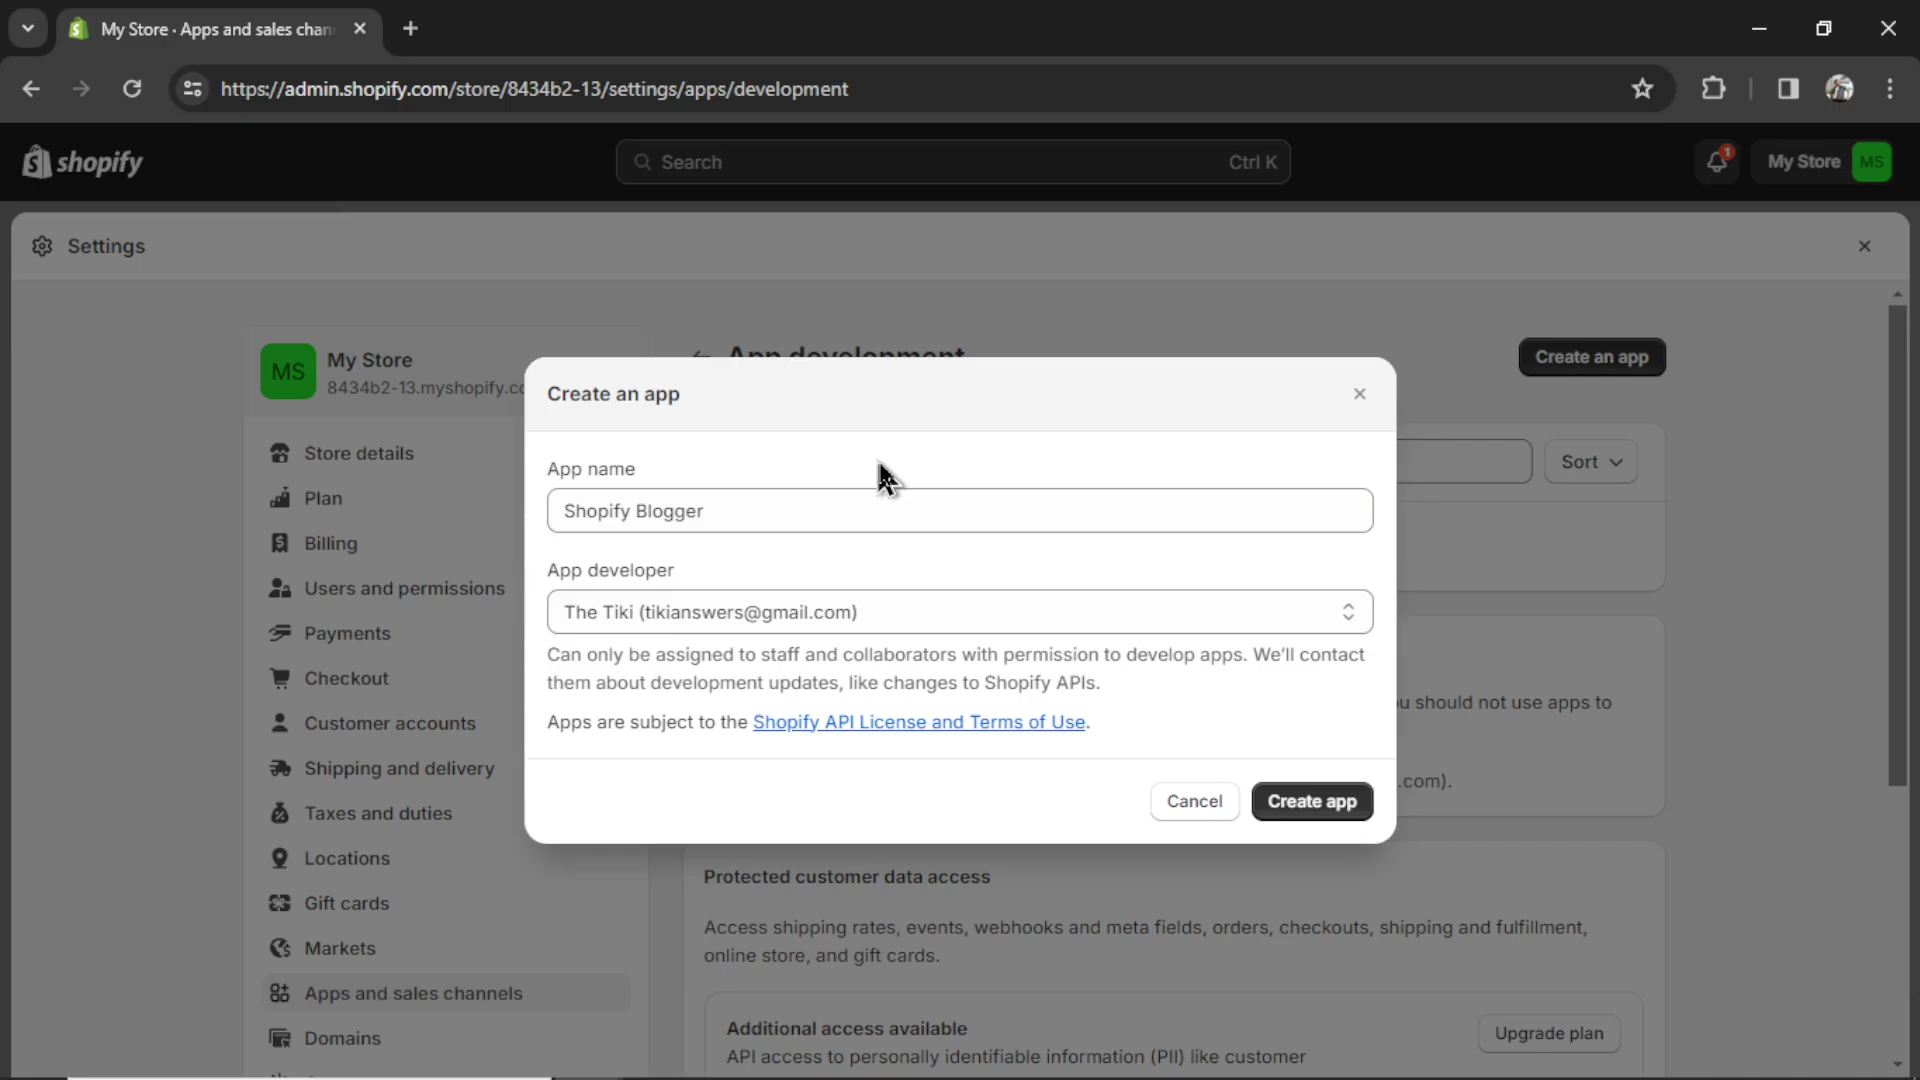 My Store · Apps and sales chan
https://admin.shopify.com/store/8434b2-13/settings/apps/development
shopify
Search
Ctrl K
1
My Store
MS
Settings
MS
My Store
8434b2-13.myshopify.co
App development
Create an app
Create an app
Sort
App name
Shopify Blogger
App developer
The Tiki (tikianswers@gmail.com)
Can only be assigned to staff and collaborators with permission to develop apps. We'll contact
them about development updates, like changes to Shopify APIs.
Apps are subject to the Shopify API License and Terms of Use.
Cancel
Create app
u should not use apps to
.com).
Store details
Plan
Billing
Users and permissions
Payments
Checkout
Customer accounts
Shipping and delivery
Taxes and duties
Locations
Gift cards
Markets
Apps and sales channels
Domains
Protected customer data access
Access shipping rates, events, webhooks and meta fields, orders, checkouts, shipping and fulfillment,
online store, and gift cards.
Additional access available
API access to personally identifiable information (PII) like customer
Upgrade plan